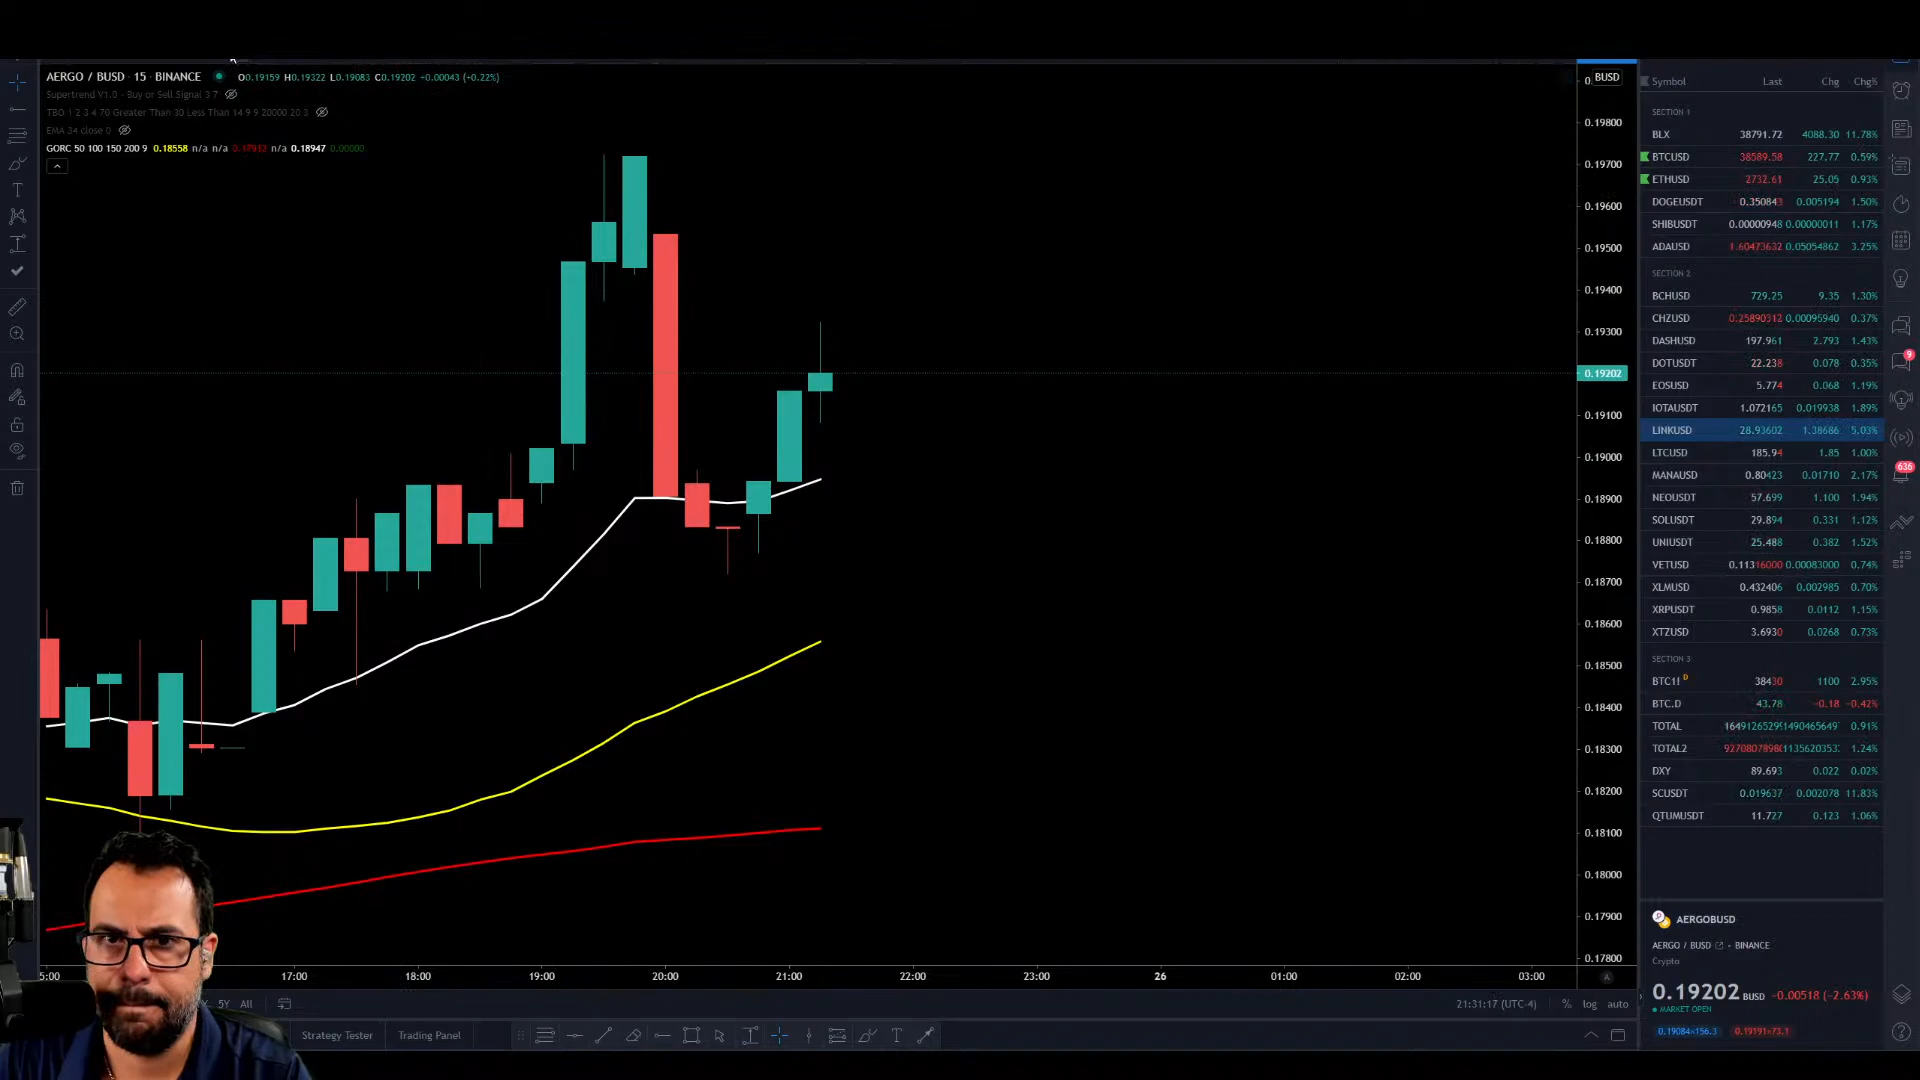 AERGO / BUSD · 15 · BINANCE O0.19159 H0.19322 L0.19083 C0.19202 +0.00043 (+0.22%)
Supertrend V1.0 - Buy or Sell Signal 3 7
TBO 1 2 3 4 70 Greater Than 30 Less Than 14 9 9 20000 20 3
EMA 34 close 0
GORC 50 100 150 200 9 0.18558 n/a n/a n/a 0.18947 0.00000
BUSD
0.19800
0.19700
0.19600
0.19500
0.19400
0.19300
0.19202
0.19100
0.19000
0.18900
0.18800
0.18700
0.18600
0.18500
0.18400
0.18300
0.18200
0.18100
0.18000
0.17900
0.17800
17:00 18:00 19:00 20:00 21:00 22:00 23:00 26 01:00 02:00 03:00
5Y All
21:31:17 (UTC-4) % log auto
Strategy Tester Trading Panel
Symbol Last Chg Chg%
SECTION 1
BLX 38791.72 4088.30 11.78%
BTCUSD 38589.58 227.77 0.59%
ETHUSD 2732.61 25.05 0.93%
DOGEUSDT 0.350843 0.005194 1.50%
SHIBUSDT 0.00000948 0.00000011 1.17%
ADAUSD 1.60473632 0.05054862 3.25%
SECTION 2
BCHUSD 729.25 9.35 1.30%
CHZUSD 0.25890312 0.00095940 0.37%
DASHUSD 197.961 2.793 1.43%
DOTUSDT 22.238 0.078 0.35%
EOSUSD 5.774 0.068 1.19%
IOTAUSDT 1.072165 0.019938 1.89%
LINKUSD 28.93602 1.38686 5.03%
LTCUSD 185.94 1.85 1.00%
MANAUSD 0.80423 0.01710 2.17%
NEOUSDT 57.699 1.100 1.94%
SOLUSDT 29.894 0.331 1.12%
UNIUSDT 25.488 0.382 1.52%
VETUSD 0.11316000 0.00083000 0.74%
XLMUSD 0.432406 0.002985 0.70%
XRPUSDT 0.9858 0.0112 1.15%
XTZUSD 3.6930 0.0268 0.73%
SECTION 3
BTC1! D 38430 1100 2.95%
BTC.D 43.78 -0.18 -0.42%
TOTAL 0.91%
TOTAL2 1.24%
DXY 89.693 0.022 0.02%
SCUSDT 0.019637 0.002078 11.83%
QTUMUSDT 11.727 0.123 1.06%
9
636
AERGOBUSD
AERGO / BUSD • BINANCE
Crypto
0.19202 BUSD -0.00518 (-2.63%)
MARKET OPEN
0.19084×156.3 0.19191×73.1